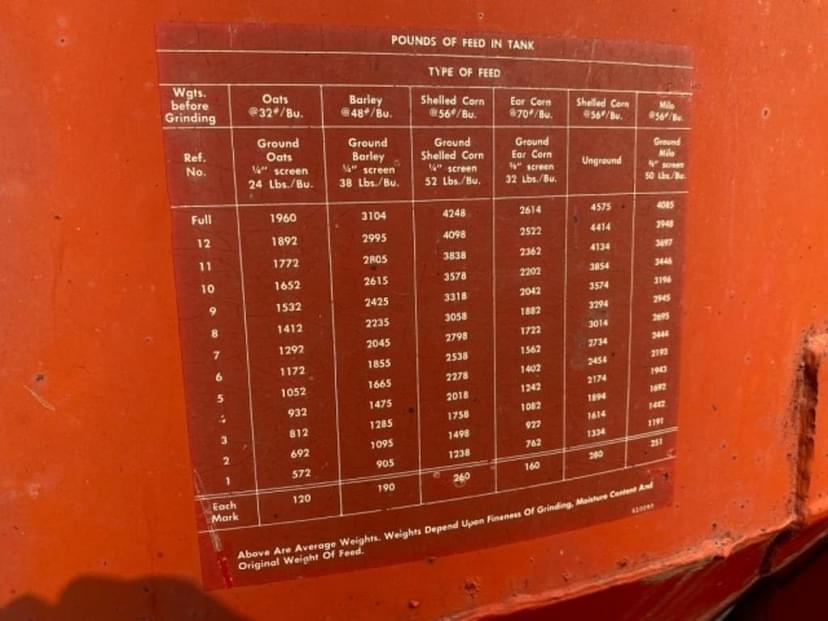 POUNDS OF FEED IN TANK
TYPE OF FEED
Wgts. before Grinding Oats @32#/Bu. Barley @48#/Bu. Shelled Corn @56#/Bu. Ear Corn @70#/Bu. Shelled Corn @56#/Bu. Milo @56#/Bu.
Ref. No. Ground Oats ¼" screen 24 Lbs./Bu. Ground Barley ¼" screen 38 Lbs./Bu. Ground Shelled Corn ¼" screen 52 Lbs./Bu. Ground Ear Corn screen 32 Lbs./Bu. Unground Ground Milo screen 50 Lbs./Bu.
Full 1960 3104 4248 2614 4575 4085
12 1892 2995 4098 2522 4414 3948
11 1772 2805 3838 2362 4134 3697
10 1652 2615 3578 2202 3854 3446
9 1532 2425 3318 2042 3574 3196
8 1412 2235 3058 1882 3294 2945
7 1292 2045 2798 1722 3014 2695
6 1172 1855 2538 1562 2734 2444
5 1052 1665 2278 1402 2454 2193
4 932 1475 2018 1242 2174 1943
3 812 1285 1758 1082 1894 1692
2 692 1095 1498 922 1614 1442
1 572 905 1238 762 1334 1191
Each Mark 120 190 260 160 280 251
Above Are Average Weights. Weights Depend Upon Fineness Of Grinding, Moisture Content And
Original Weight Of Feed.